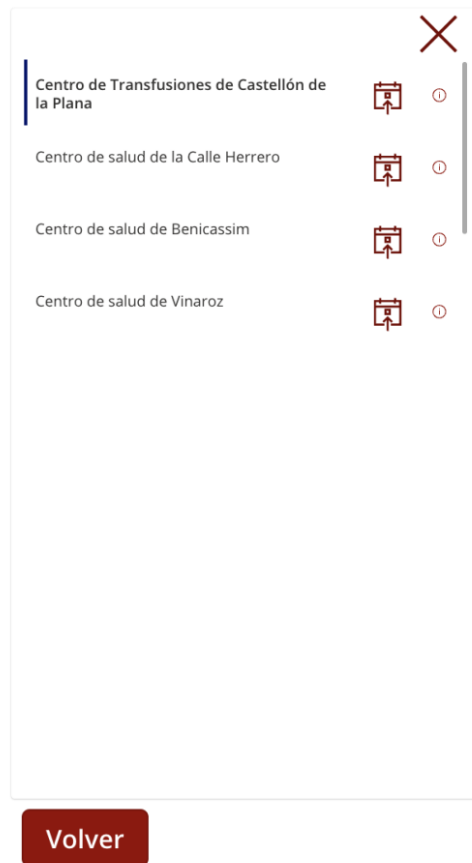 Centro de Transfusiones de Castellón de
la Plana
Centro de salud de la Calle Herrero
Centro de salud de Benicassim
Centro de salud de Vinaroz
Volver